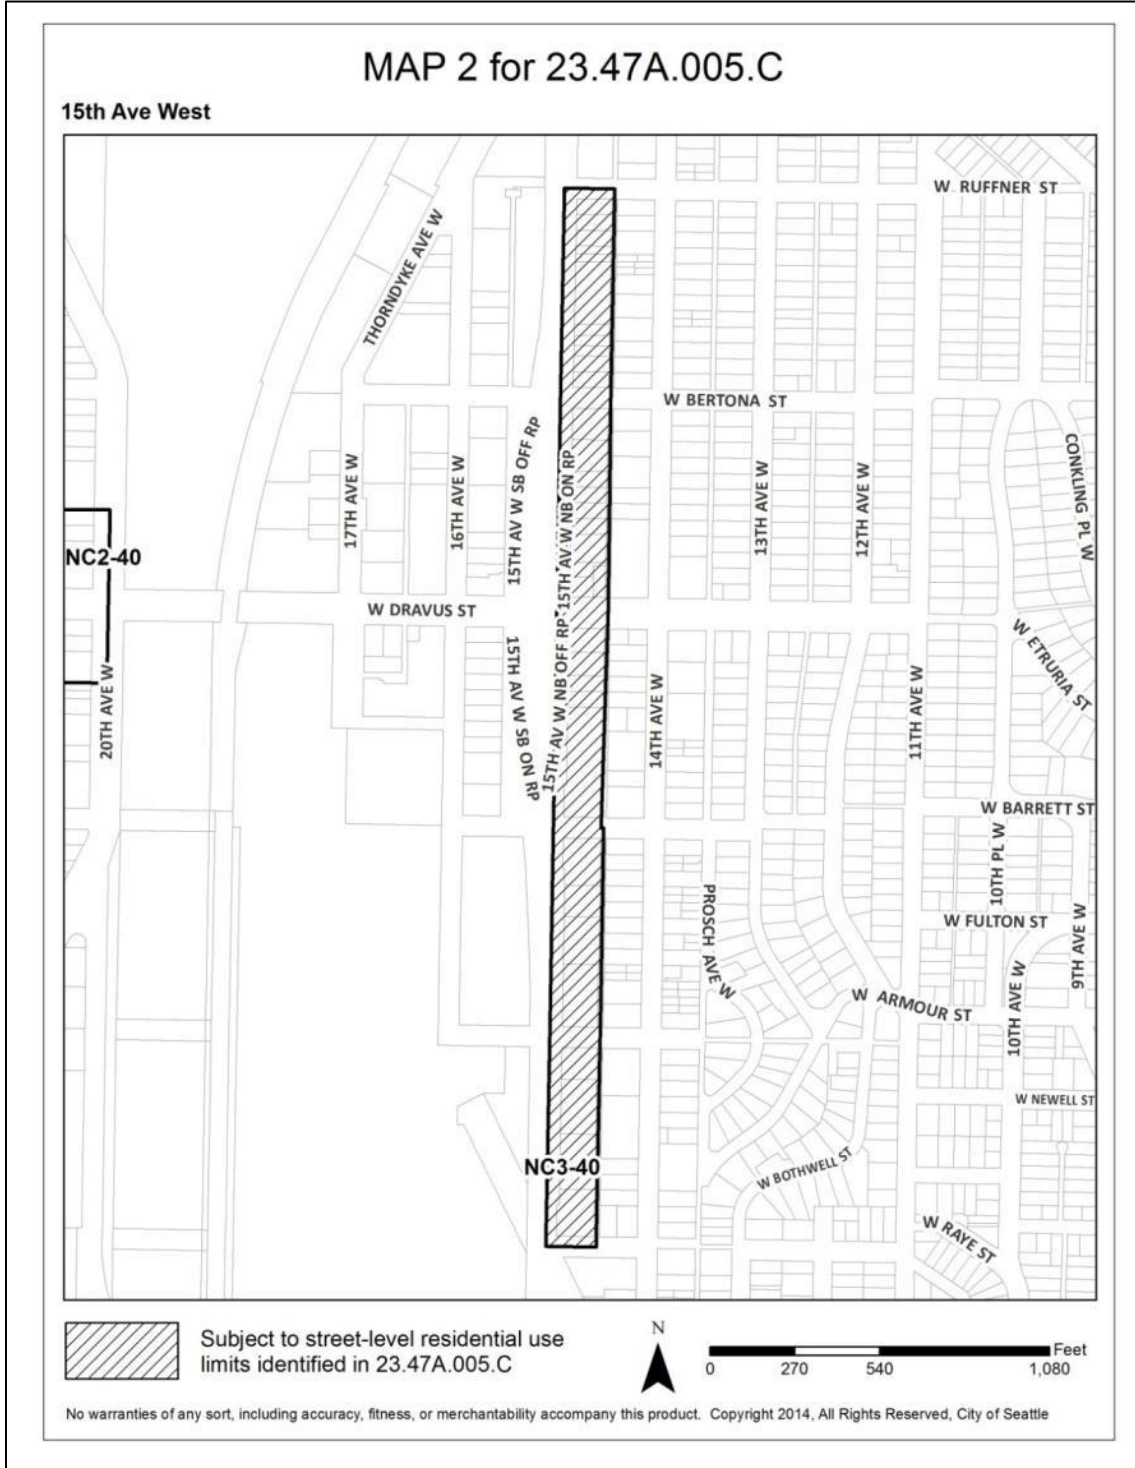 MAP 2 for 23.47A.005.C
15th Ave West
W RUFFNER ST
THORNDYKE AVE W
W BERTONA ST
15TH AV W SB OFF RP
CONKLING PL W
17TH AVE W
16TH AVE W
15TH AV W NB ON RP
13TH AVE W
12TH AVE W
NC2-40
W DRAVUS ST
15TH AV W NB OFF RP
15TH AV W SB ON RP
W ETRURIA ST
20TH AVE W
14TH AVE W
11TH AVE W
W BARRETT ST
10TH PL W
PROSCH AVE W
W FULTON ST
9TH AVE W
W ARMOUR ST
10TH AVE W
W NEWELL ST
NC3-40
W BOTHWELL ST
W RAYE ST
Subject to street-level residential use
limits identified in 23.47A.005.C
N
Feet
0 270 540 1,080
No warranties of any sort, including accuracy, fitness, or merchantability accompany this product. Copyright 2014, All Rights Reserved, City of Seattle